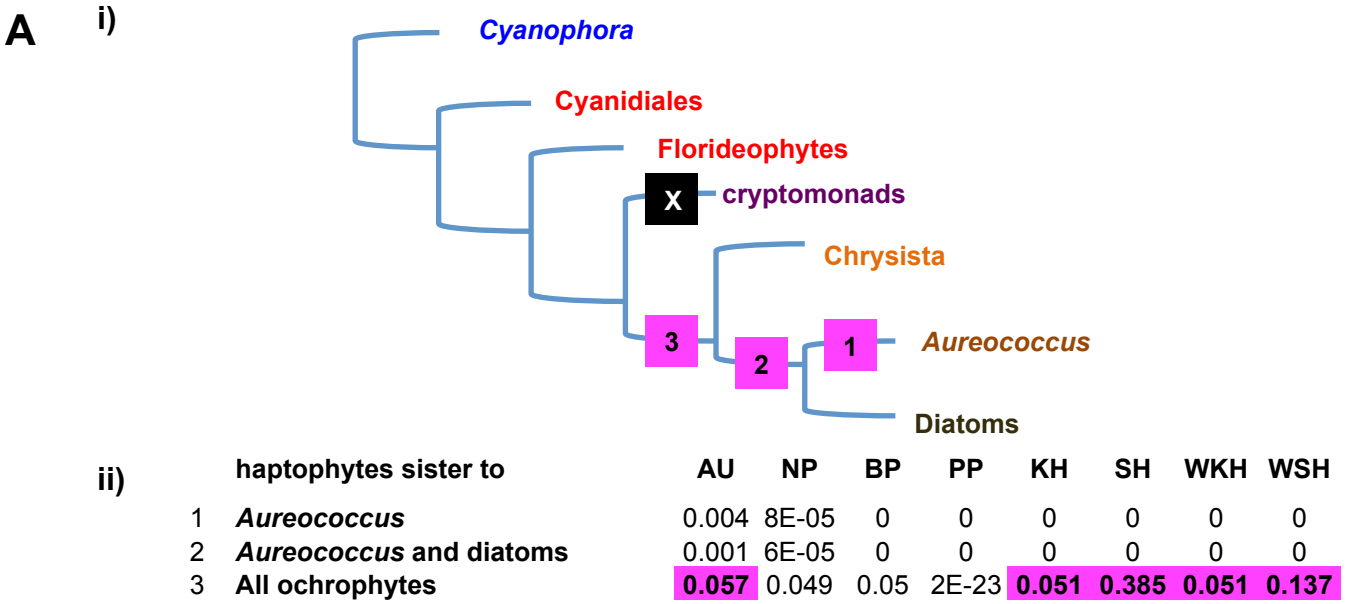 A
i)
Cyanophora
Cyanidiales
Florideophytes
X cryptomonads
Chrysista
3
2
1 Aureococcus
Diatoms
ii)
haptophytes sister to AU NP BP PP KH SH WKH WSH
1 Aureococcus 0.004 8E-05 0 0 0 0 0 0
2 Aureococcus and diatoms 0.001 6E-05 0 0 0 0 0 0
3 All ochrophytes 0.057 0.049 0.05 2E-23 0.051 0.385 0.051 0.137